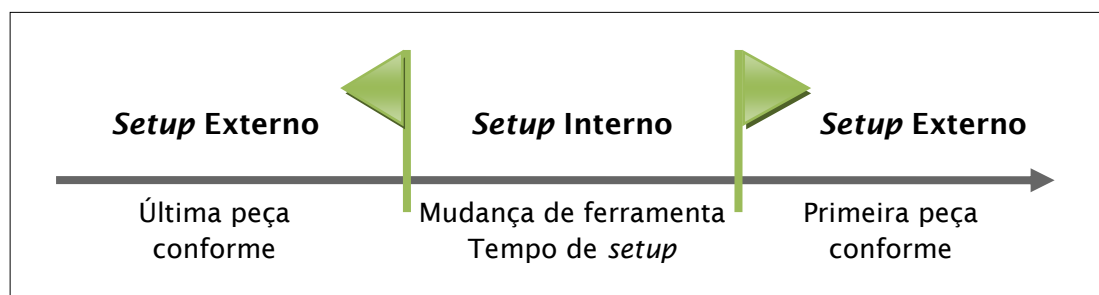 Setup Externo
Setup Interno
Setup Externo
Última peça
conforme
Mudança de ferramenta
Tempo de setup
Primeira peça
conforme